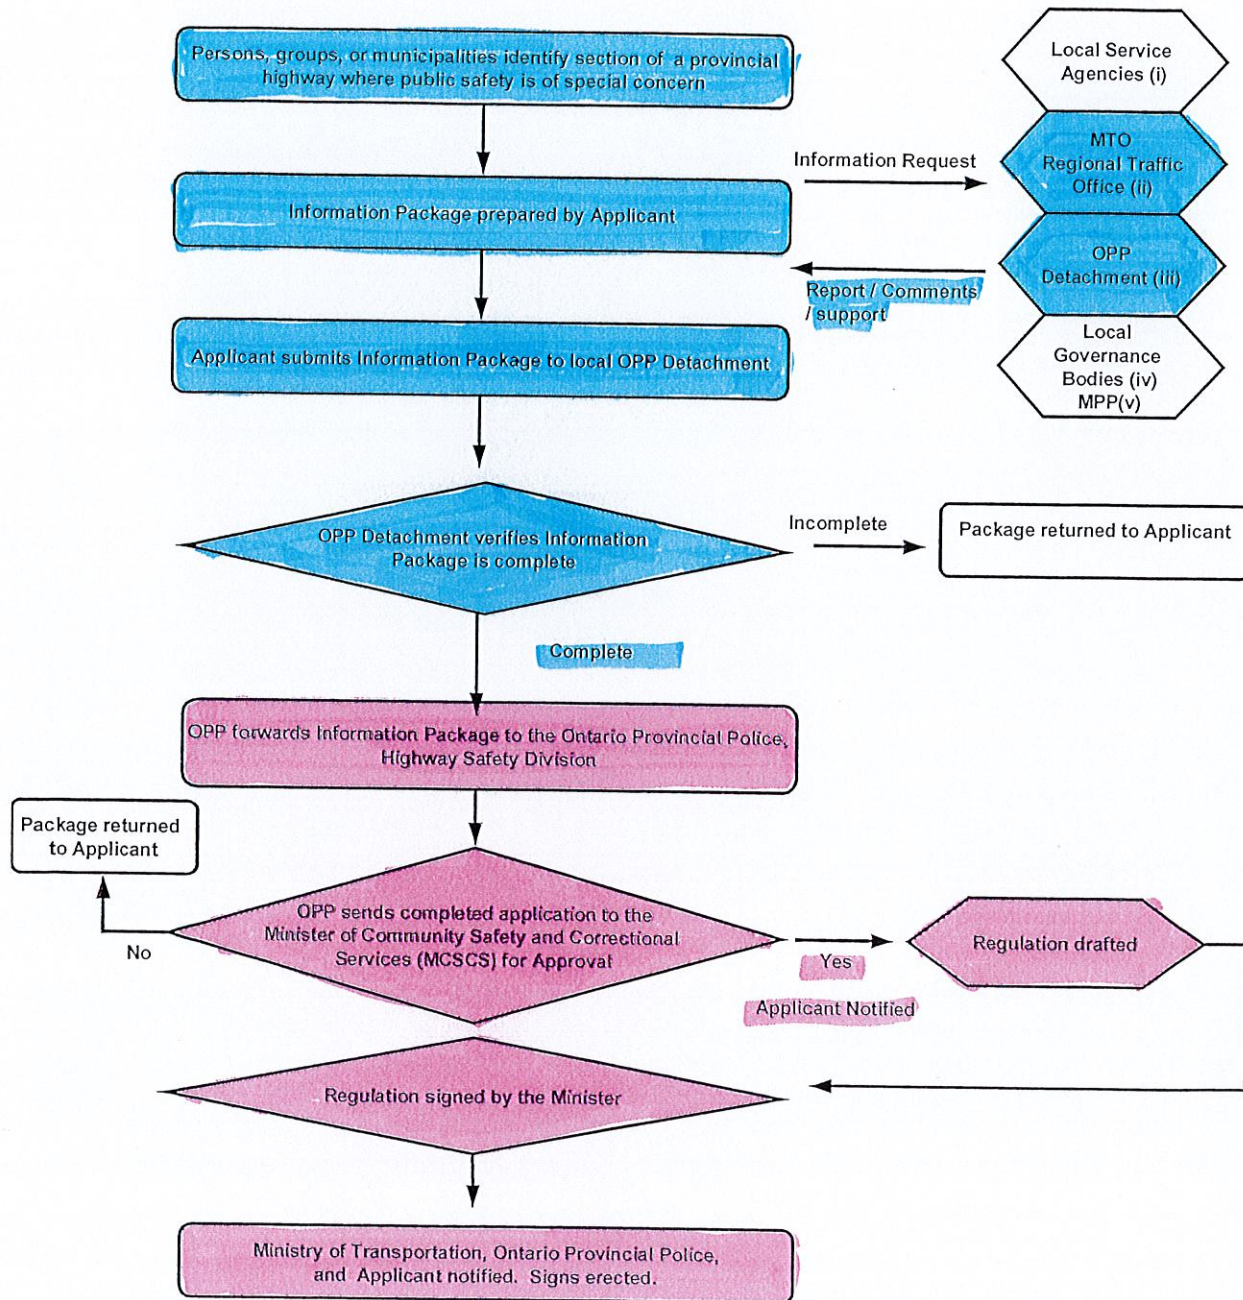 Persons, groups, or municipalities identify section of a provincial
highway where public safety is of special concern
Local Service
Agencies (i)
MTO
Regional Traffic
Office (ii)
Information Request
Information Package prepared by Applicant
OPP
Detachment (iii)
Report / Comments
/ support
Local
Governance
Bodies (iv)
MPP(v)
Applicant submits Information Package to local OPP Detachment
OPP Detachment verifies Information
Package is complete
Incomplete
Package returned to Applicant
Complete
OPP forwards Information Package to the Ontario Provincial Police,
Highway Safety Division
Package returned
to Applicant
No
OPP sends completed application to the
Minister of Community Safety and Correctional
Services (MCSCS) for Approval
Yes
Applicant Notified
Regulation drafted
Regulation signed by the Minister
Ministry of Transportation, Ontario Provincial Police,
and Applicant notified. Signs erected.